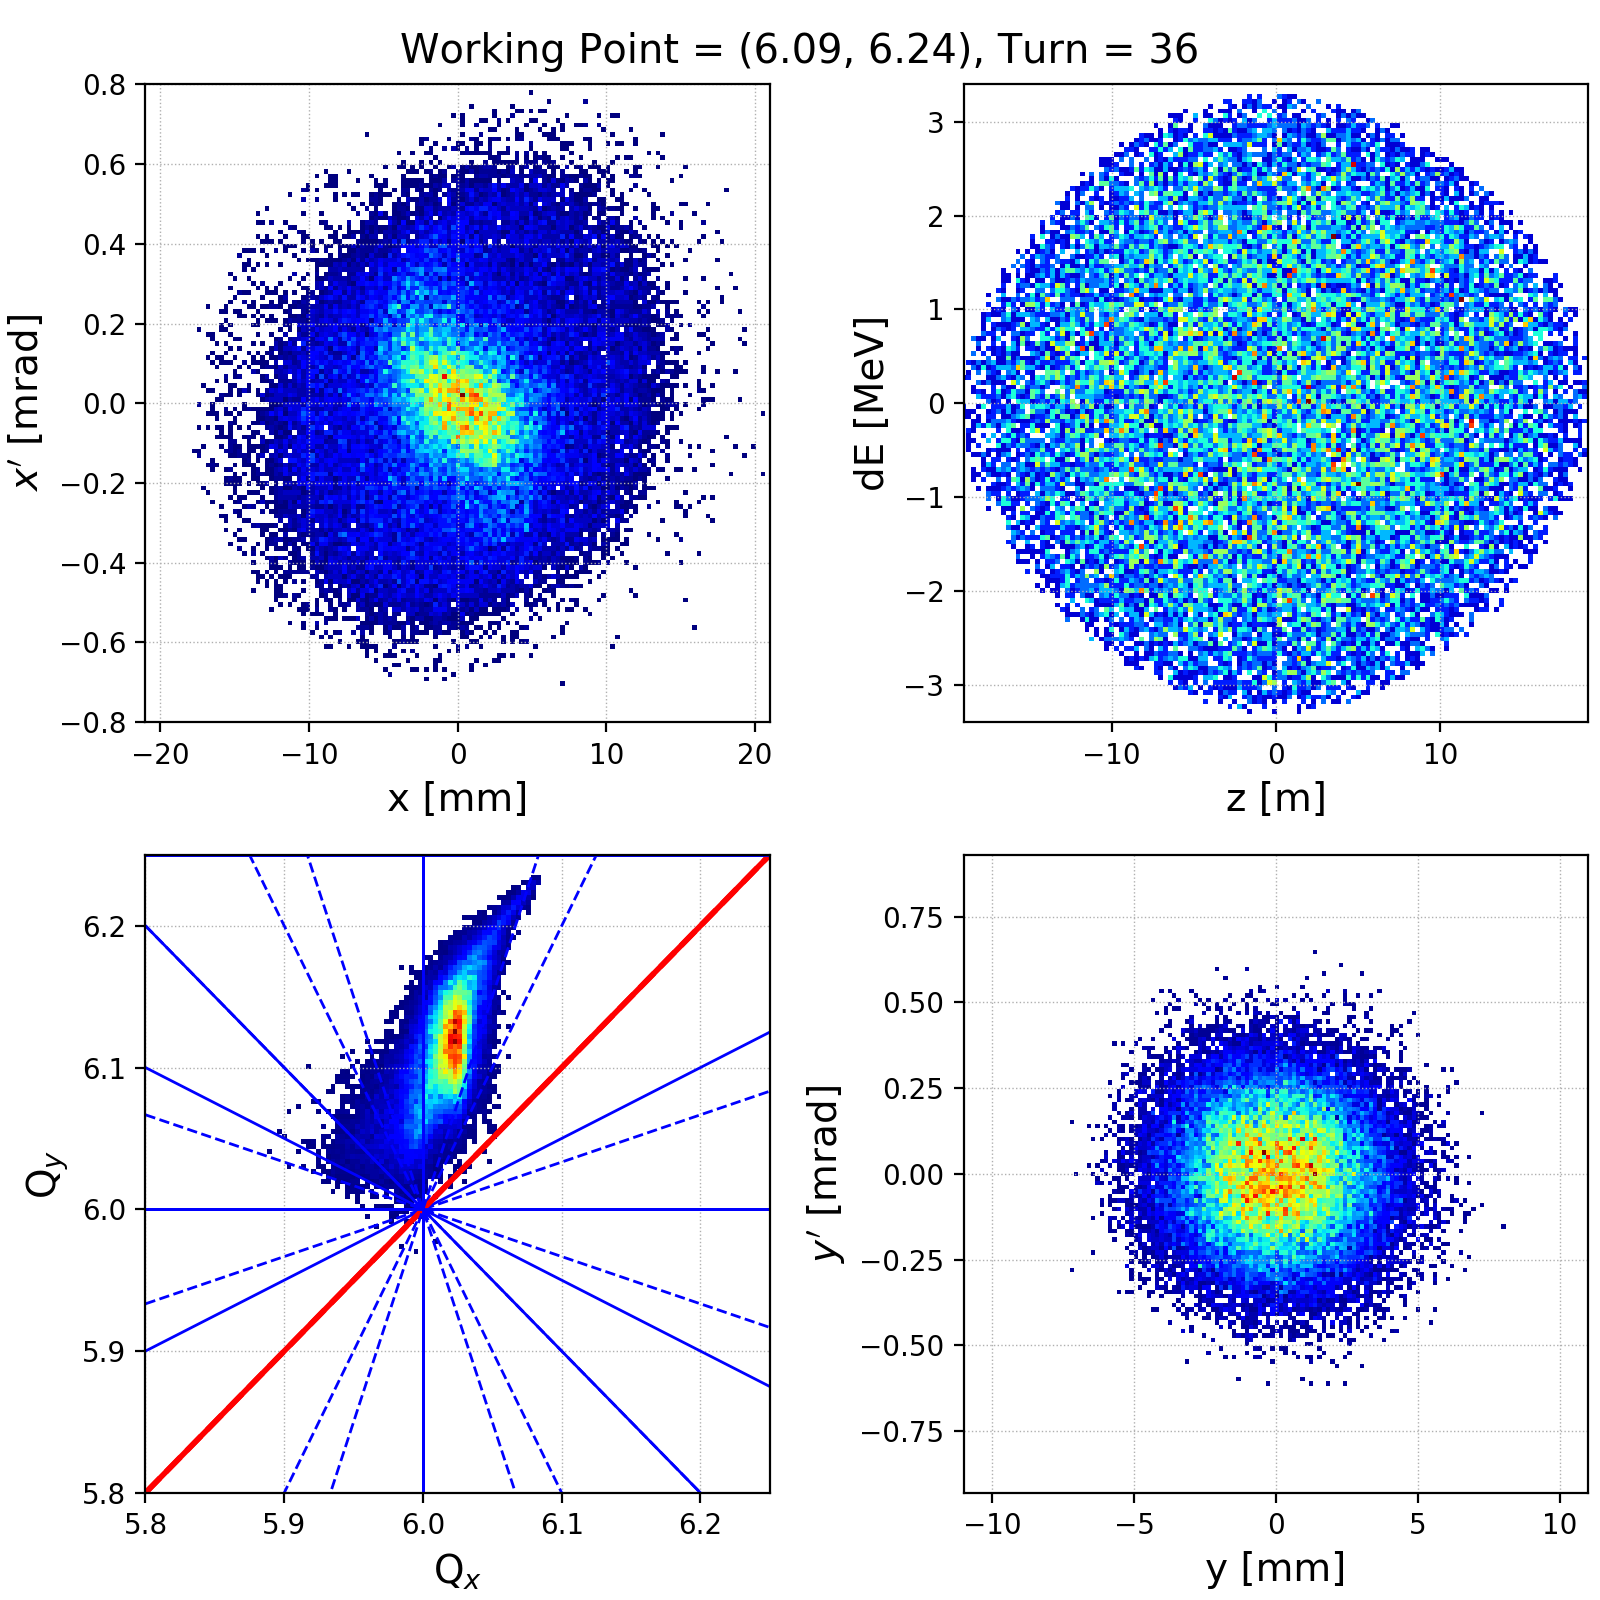 Working Point = (6.09, 6.24), Turn = 36
0.8
0.6
0.4
0.2
0.0
−0.2
−0.4
−0.6
−0.8
x′ [mrad]
−20 −10 0 10 20
x [mm]
3
2
1
0
−1
−2
−3
dE [MeV]
−10 0 10
z [m]
6.2
6.1
6.0
5.9
5.8
Qy
5.8 5.9 6.0 6.1 6.2
Qx
0.75
0.50
0.25
0.00
−0.25
−0.50
−0.75
y′ [mrad]
−10 −5 0 5 10
y [mm]